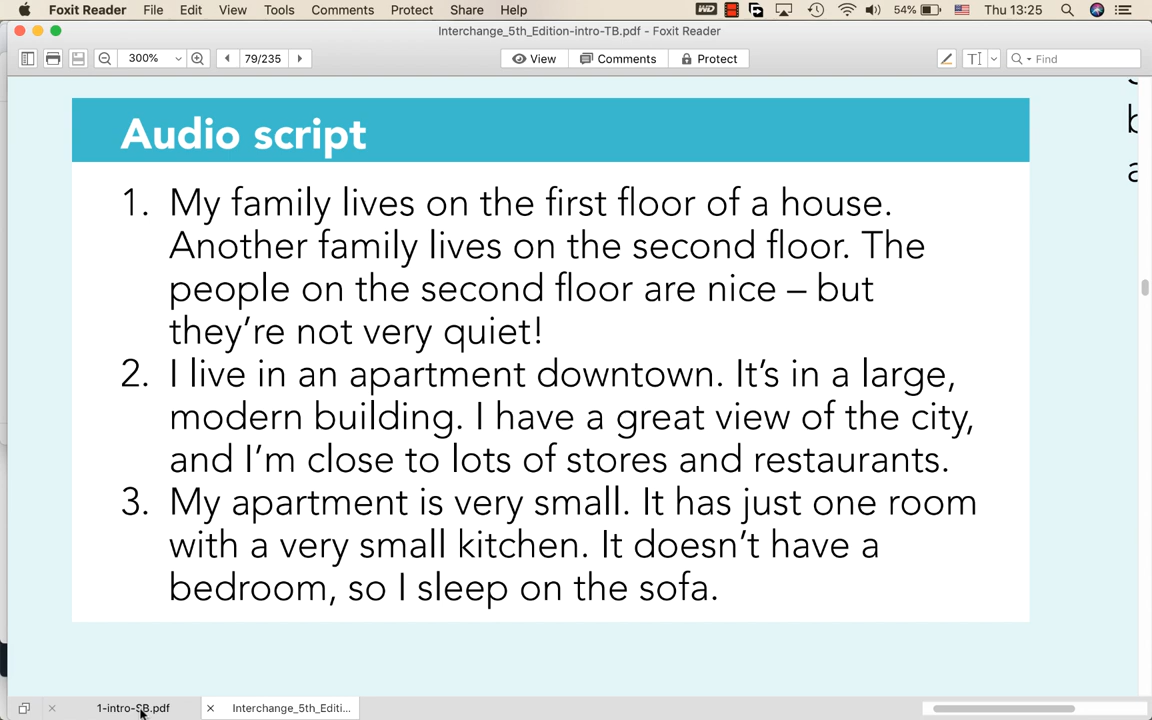 Foxit Reader File Edit View Tools Comments Protect Share Help 54% Thu 13:25
Interchange_5th_Edition-intro-TB.pdf - Foxit Reader
300% 79/235 View Comments Protect Find
Audio script
1. My family lives on the first floor of a house.
Another family lives on the second floor. The
people on the second floor are nice – but
they’re not very quiet!
2. I live in an apartment downtown. It’s in a large,
modern building. I have a great view of the city,
and I’m close to lots of stores and restaurants.
3. My apartment is very small. It has just one room
with a very small kitchen. It doesn’t have a
bedroom, so I sleep on the sofa.
1-intro-SB.pdf Interchange_5th_Editi...